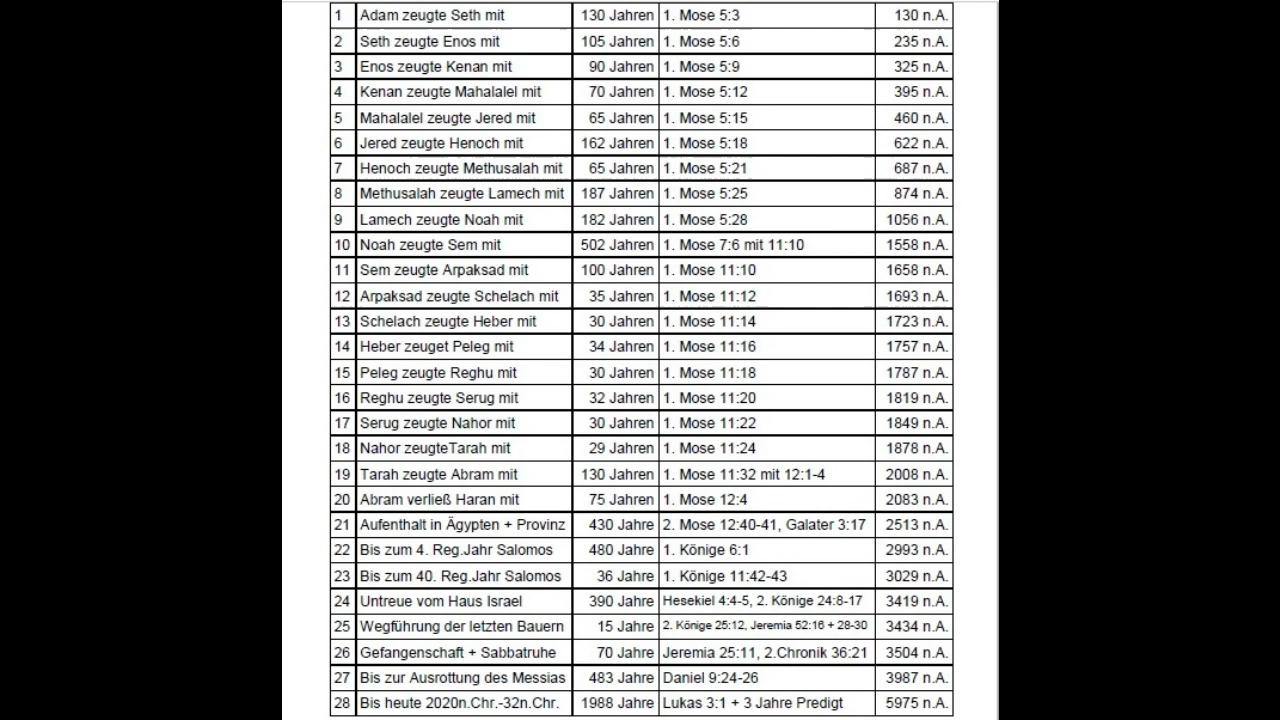 1 Adam zeugte Seth mit 130 Jahren 1. Mose 5:3 130 n.A.
2 Seth zeugte Enos mit 105 Jahren 1. Mose 5:6 235 n.A.
3 Enos zeugte Kenan mit 90 Jahren 1. Mose 5:9 325 n.A.
4 Kenan zeugte Mahalalel mit 70 Jahren 1. Mose 5:12 395 n.A.
5 Mahalalel zeugte Jered mit 65 Jahren 1. Mose 5:15 460 n.A.
6 Jered zeugte Henoch mit 162 Jahren 1. Mose 5:18 622 n.A.
7 Henoch zeugte Methusalah mit 65 Jahren 1. Mose 5:21 687 n.A.
8 Methusalah zeugte Lamech mit 187 Jahren 1. Mose 5:25 874 n.A.
9 Lamech zeugte Noah mit 182 Jahren 1. Mose 5:28 1056 n.A.
10 Noah zeugte Sem mit 502 Jahren 1. Mose 7:6 mit 11:10 1558 n.A.
11 Sem zeugte Arpaksad mit 100 Jahren 1. Mose 11:10 1658 n.A.
12 Arpaksad zeugte Schelach mit 35 Jahren 1. Mose 11:12 1693 n.A.
13 Schelach zeugte Heber mit 30 Jahren 1. Mose 11:14 1723 n.A.
14 Heber zeuget Peleg mit 34 Jahren 1. Mose 11:16 1757 n.A.
15 Peleg zeugte Reghu mit 30 Jahren 1. Mose 11:18 1787 n.A.
16 Reghu zeugte Serug mit 32 Jahren 1. Mose 11:20 1819 n.A.
17 Serug zeugte Nahor mit 30 Jahren 1. Mose 11:22 1849 n.A.
18 Nahor zeugteTarah mit 29 Jahren 1. Mose 11:24 1878 n.A.
19 Tarah zeugte Abram mit 130 Jahren 1. Mose 11:32 mit 12:1-4 2008 n.A.
20 Abram verließ Haran mit 75 Jahren 1. Mose 12:4 2083 n.A.
21 Aufenthalt in Ägypten + Provinz 430 Jahre 2. Mose 12:40-41, Galater 3:17 2513 n.A.
22 Bis zum 4. Reg.Jahr Salomos 480 Jahre 1. Könige 6:1 2993 n.A.
23 Bis zum 40. Reg.Jahr Salomos 36 Jahre 1. Könige 11:42-43 3029 n.A.
24 Untreue vom Haus Israel 390 Jahre Hesekiel 4:4-5, 2. Könige 24:8-17 3419 n.A.
25 Wegführung der letzten Bauern 15 Jahre 2. Könige 25:12, Jeremia 52:16 + 28-30 3434 n.A.
26 Gefangenschaft + Sabbatruhe 70 Jahre Jeremia 25:11, 2.Chronik 36:21 3504 n.A.
27 Bis zur Ausrottung des Messias 483 Jahre Daniel 9:24-26 3987 n.A.
28 Bis heute 2020n.Chr.-32n.Chr. 1988 Jahre Lukas 3:1 + 3 Jahre Predigt 5975 n.A.